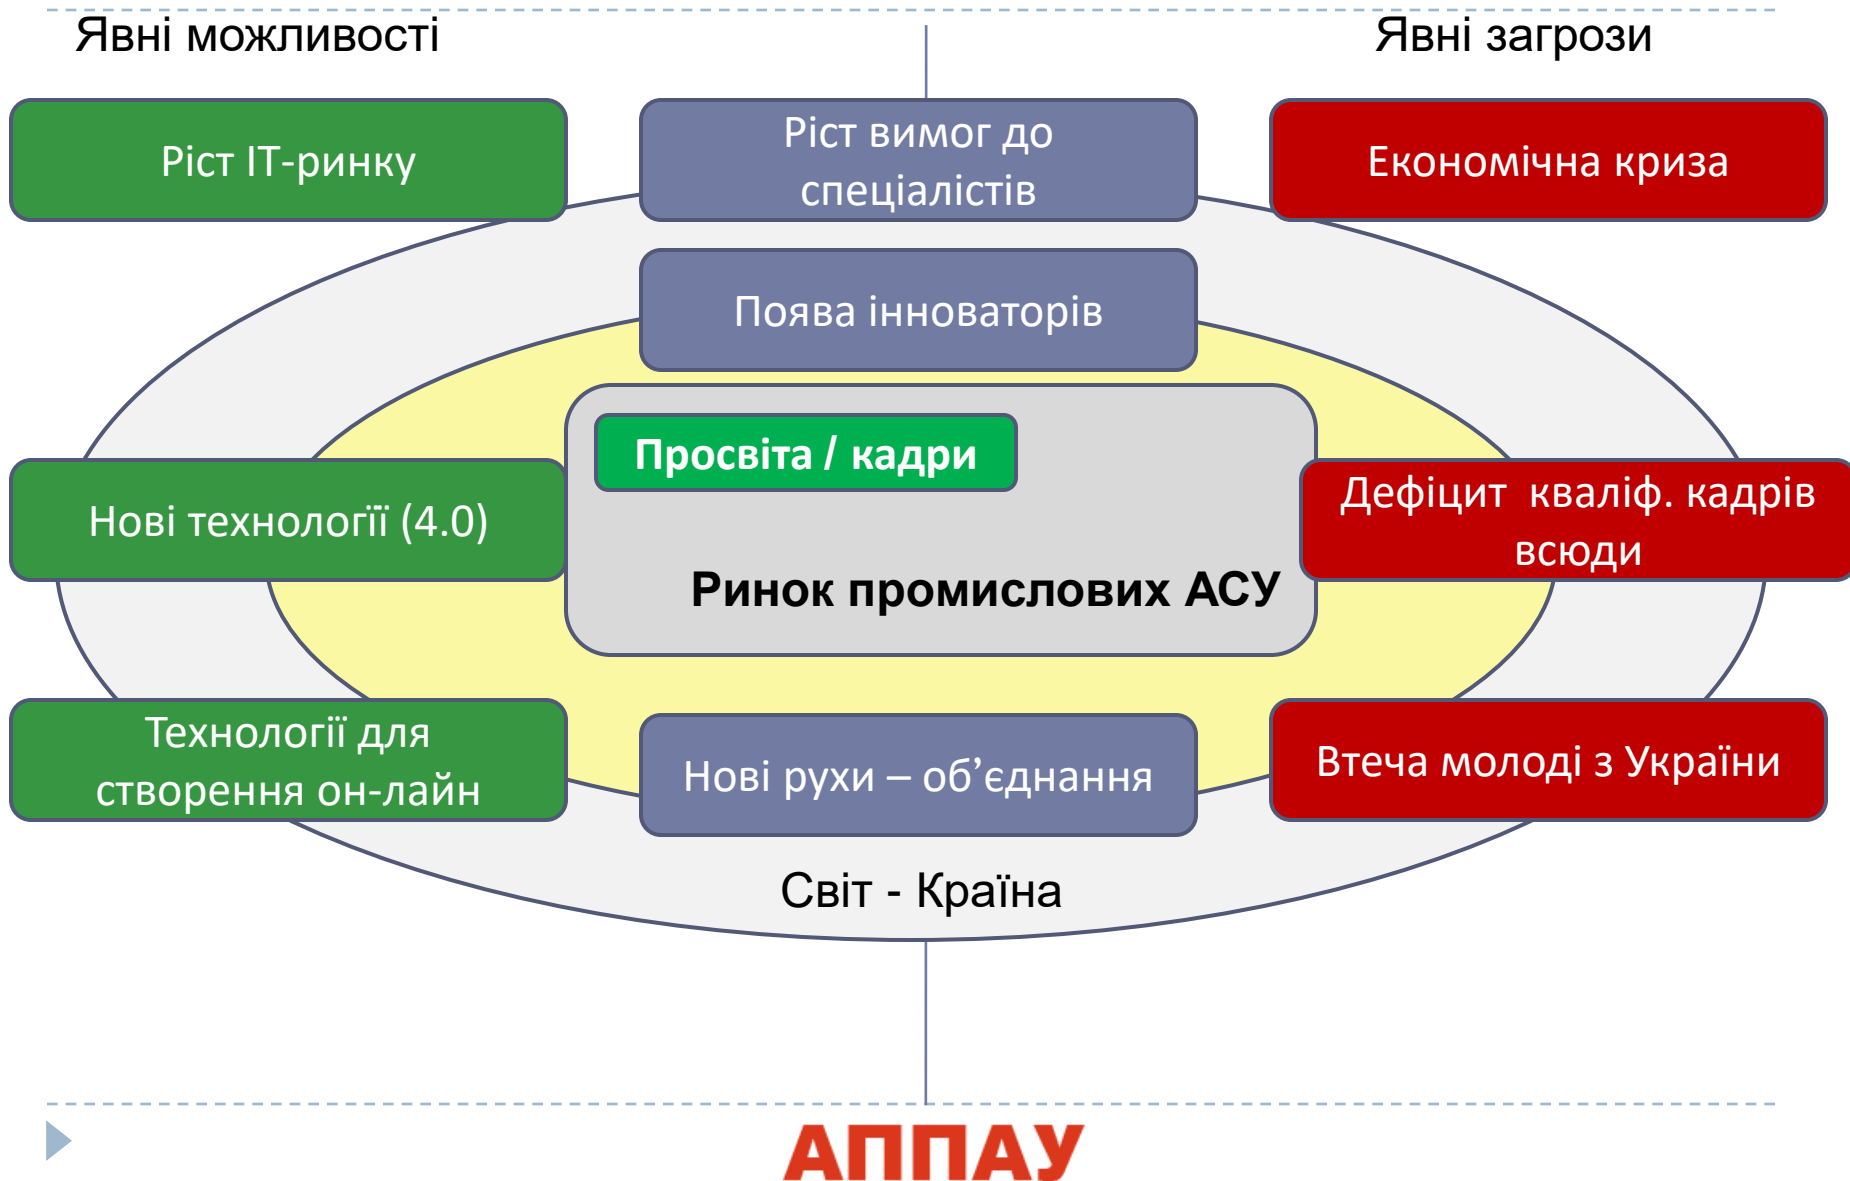 Явні можливості
Явні загрози
Ріст ІТ-ринку
Ріст вимог до
спеціалістів
Економічна криза
Поява інноваторів
Просвіта / кадри
Нові технології (4.0)
Дефіцит кваліф. кадрів
всюди
Ринок промислових АСУ
Технології для
створення он-лайн
Нові рухи – об’єднання
Втеча молоді з України
Світ - Країна
АППАУ